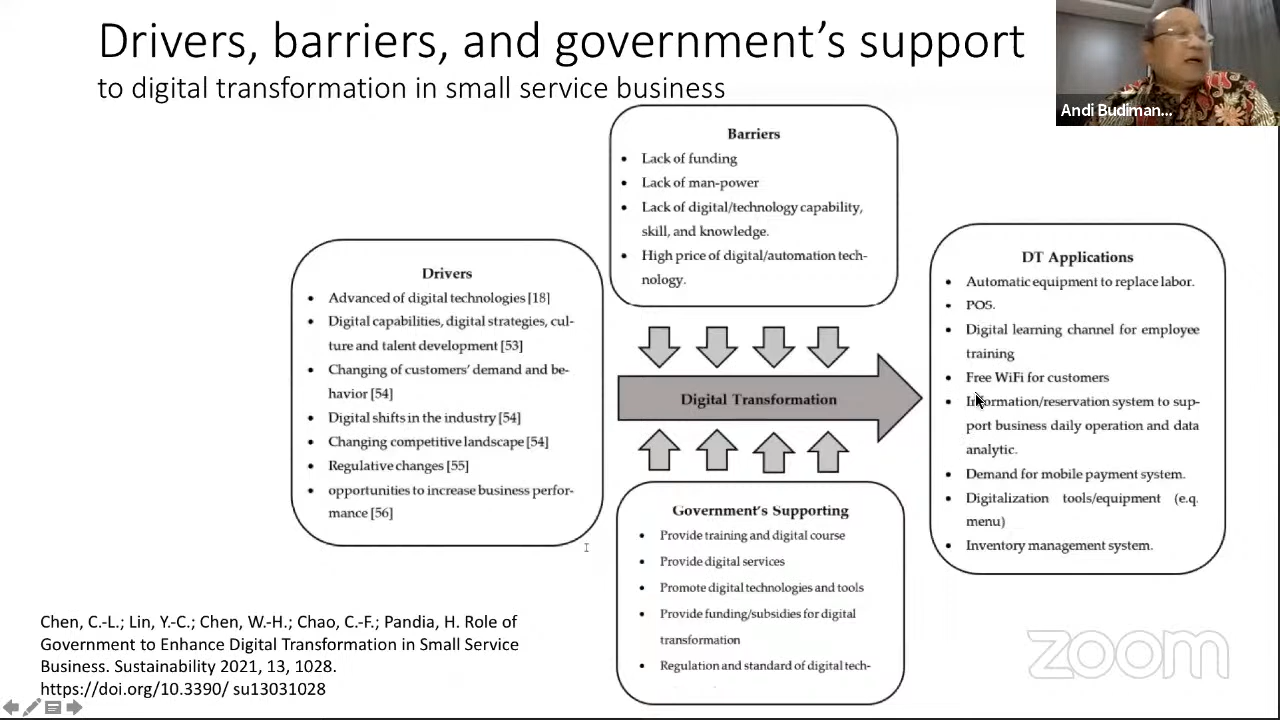 Drivers, barriers, and government's support
to digital transformation in small service business
Andi Budiman...
Barriers
• Lack of funding
• Lack of man-power
• Lack of digital/technology capability,
skill, and knowledge.
• High price of digital/automation tech-
nology.
Drivers
• Advanced of digital technologies [18]
• Digital capabilities, digital strategies, cul-
ture and talent development [53]
• Changing of customers' demand and be-
havior [54]
• Digital shifts in the industry [54]
• Changing competitive landscape [54]
• Regulative changes [55]
• opportunities to increase business perfor-
mance [56]
Digital Transformation
Government's Supporting
• Provide training and digital course
• Provide digital services
• Promote digital technologies and tools
• Provide funding/subsidies for digital
transformation
• Regulation and standard of digital tech-
DT Applications
• Automatic equipment to replace labor.
• POS.
• Digital learning channel for employee
training
• Free WiFi for customers
• Information/reservation system to sup-
port business daily operation and data
analytic.
• Demand for mobile payment system.
• Digitalization tools/equipment (e.q.
menu)
• Inventory management system.
Chen, C.-L.; Lin, Y.-C.; Chen, W.-H.; Chao, C.-F.; Pandia, H. Role of
Government to Enhance Digital Transformation in Small Service
Business. Sustainability 2021, 13, 1028.
https://doi.org/10.3390/ su13031028
zoom